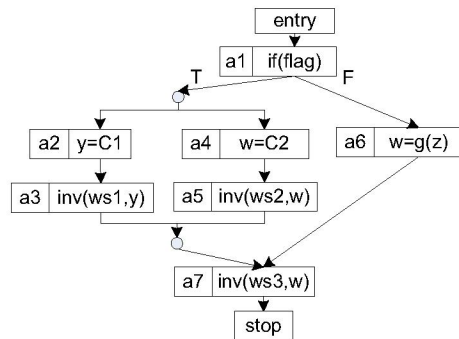 entry
a1 if(flag)
T F
a2 y=C1
a4 w=C2
a6 w=g(z)
a3 inv(ws1,y)
a5 inv(ws2,w)
a7 inv(ws3,w)
stop